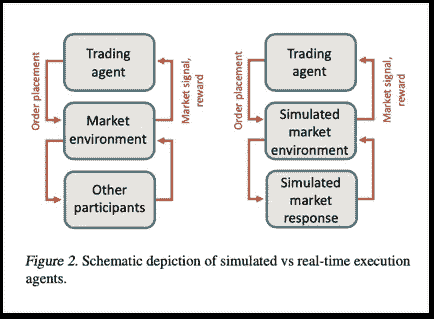 Trading
agent
Order placement
Market signal,
reward
Market
environment
Other
participants
Trading
agent
Order placement
Market signal,
reward
Simulated
market
environment
Simulated
market
response
Figure 2. Schematic depiction of simulated vs real-time execution
agents.